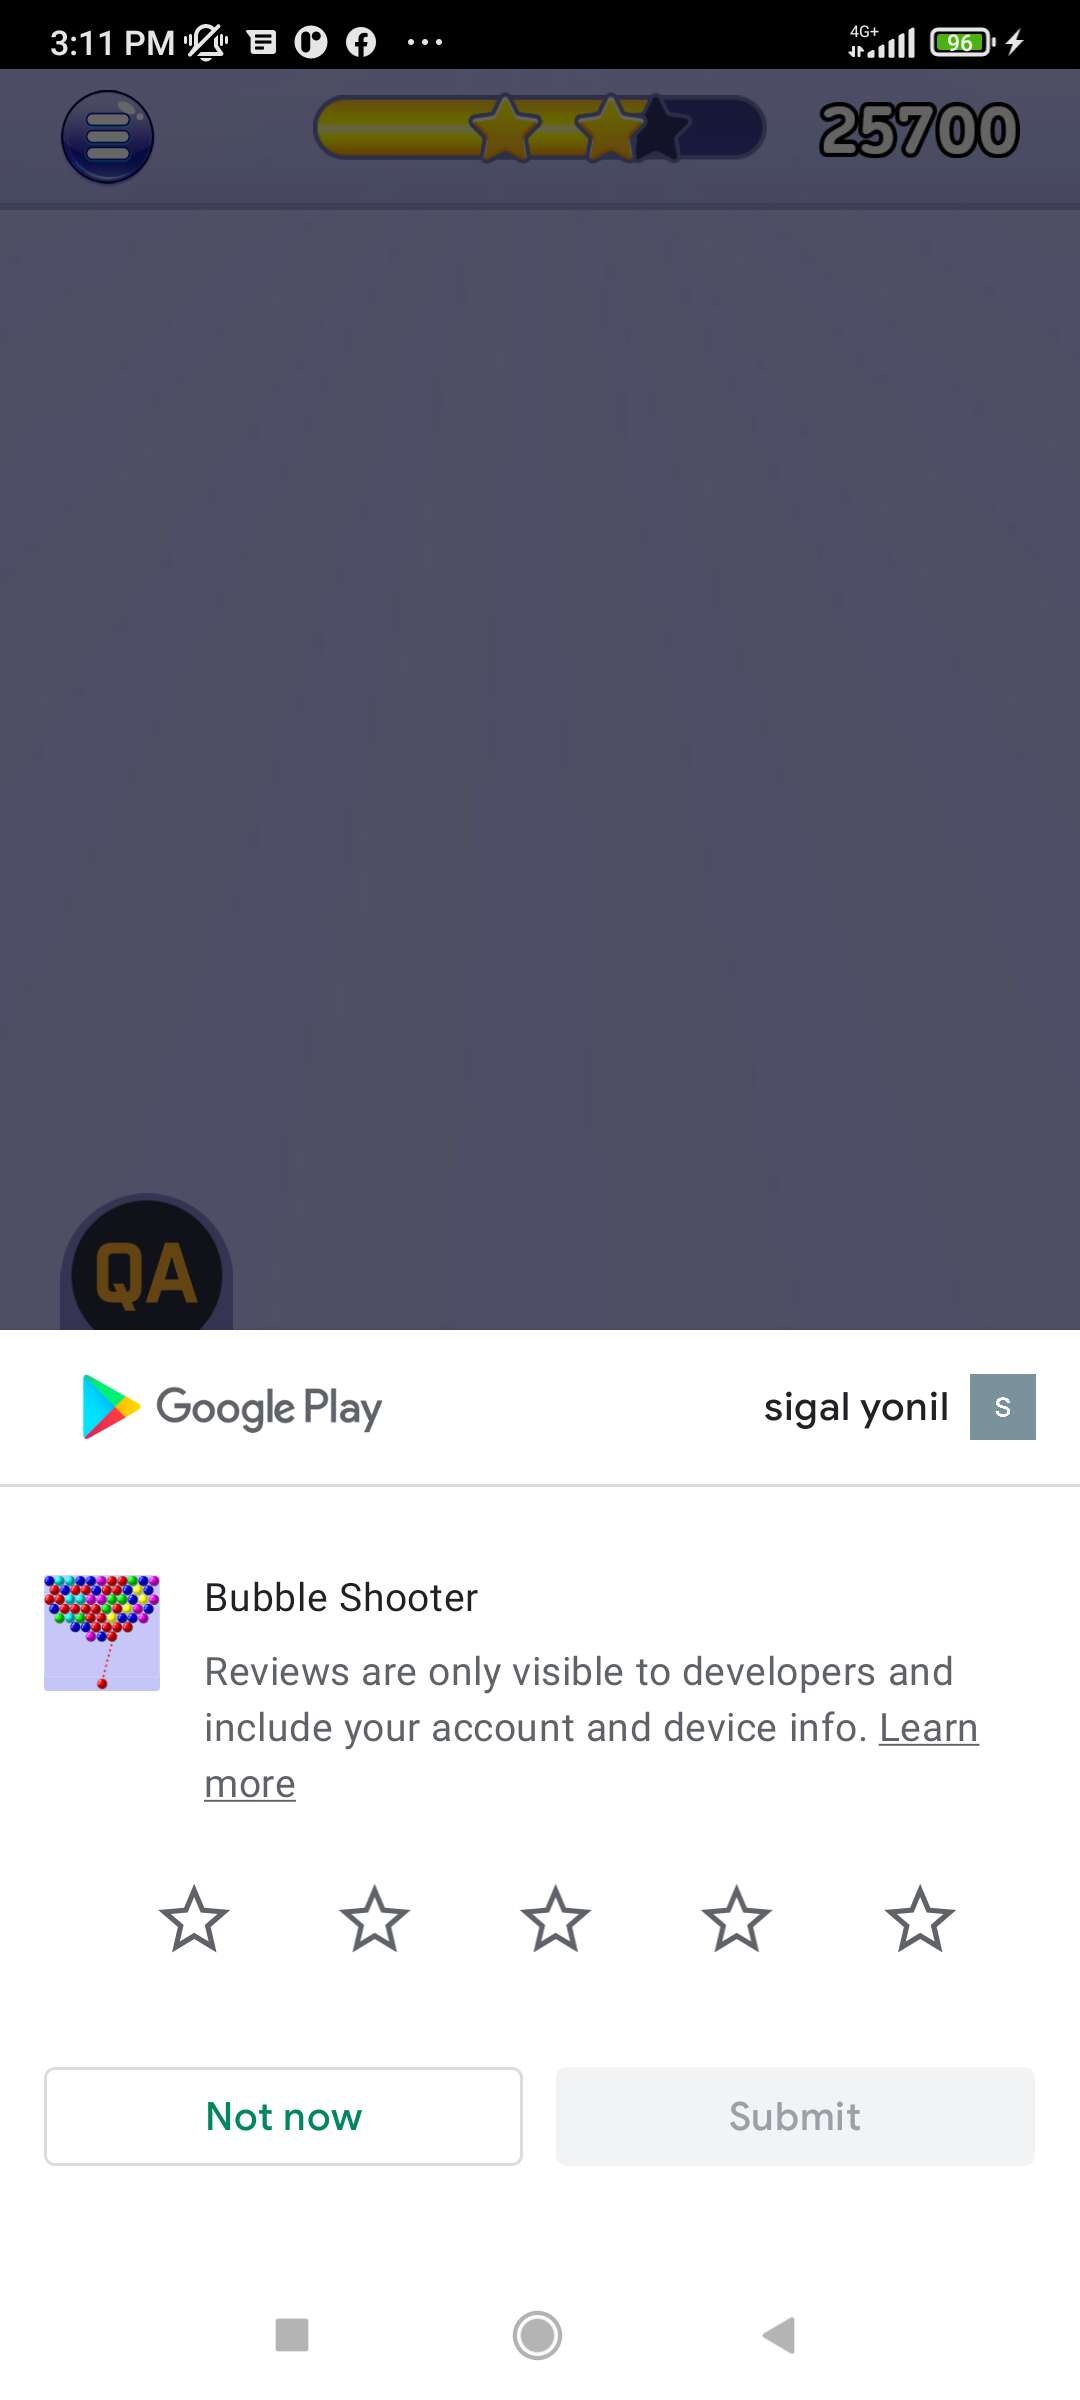 3:11 PM
4G+
96
25700
QA
Google Play
sigal yonil
S
Bubble Shooter
Reviews are only visible to developers and
include your account and device info. Learn
more
Not now
Submit